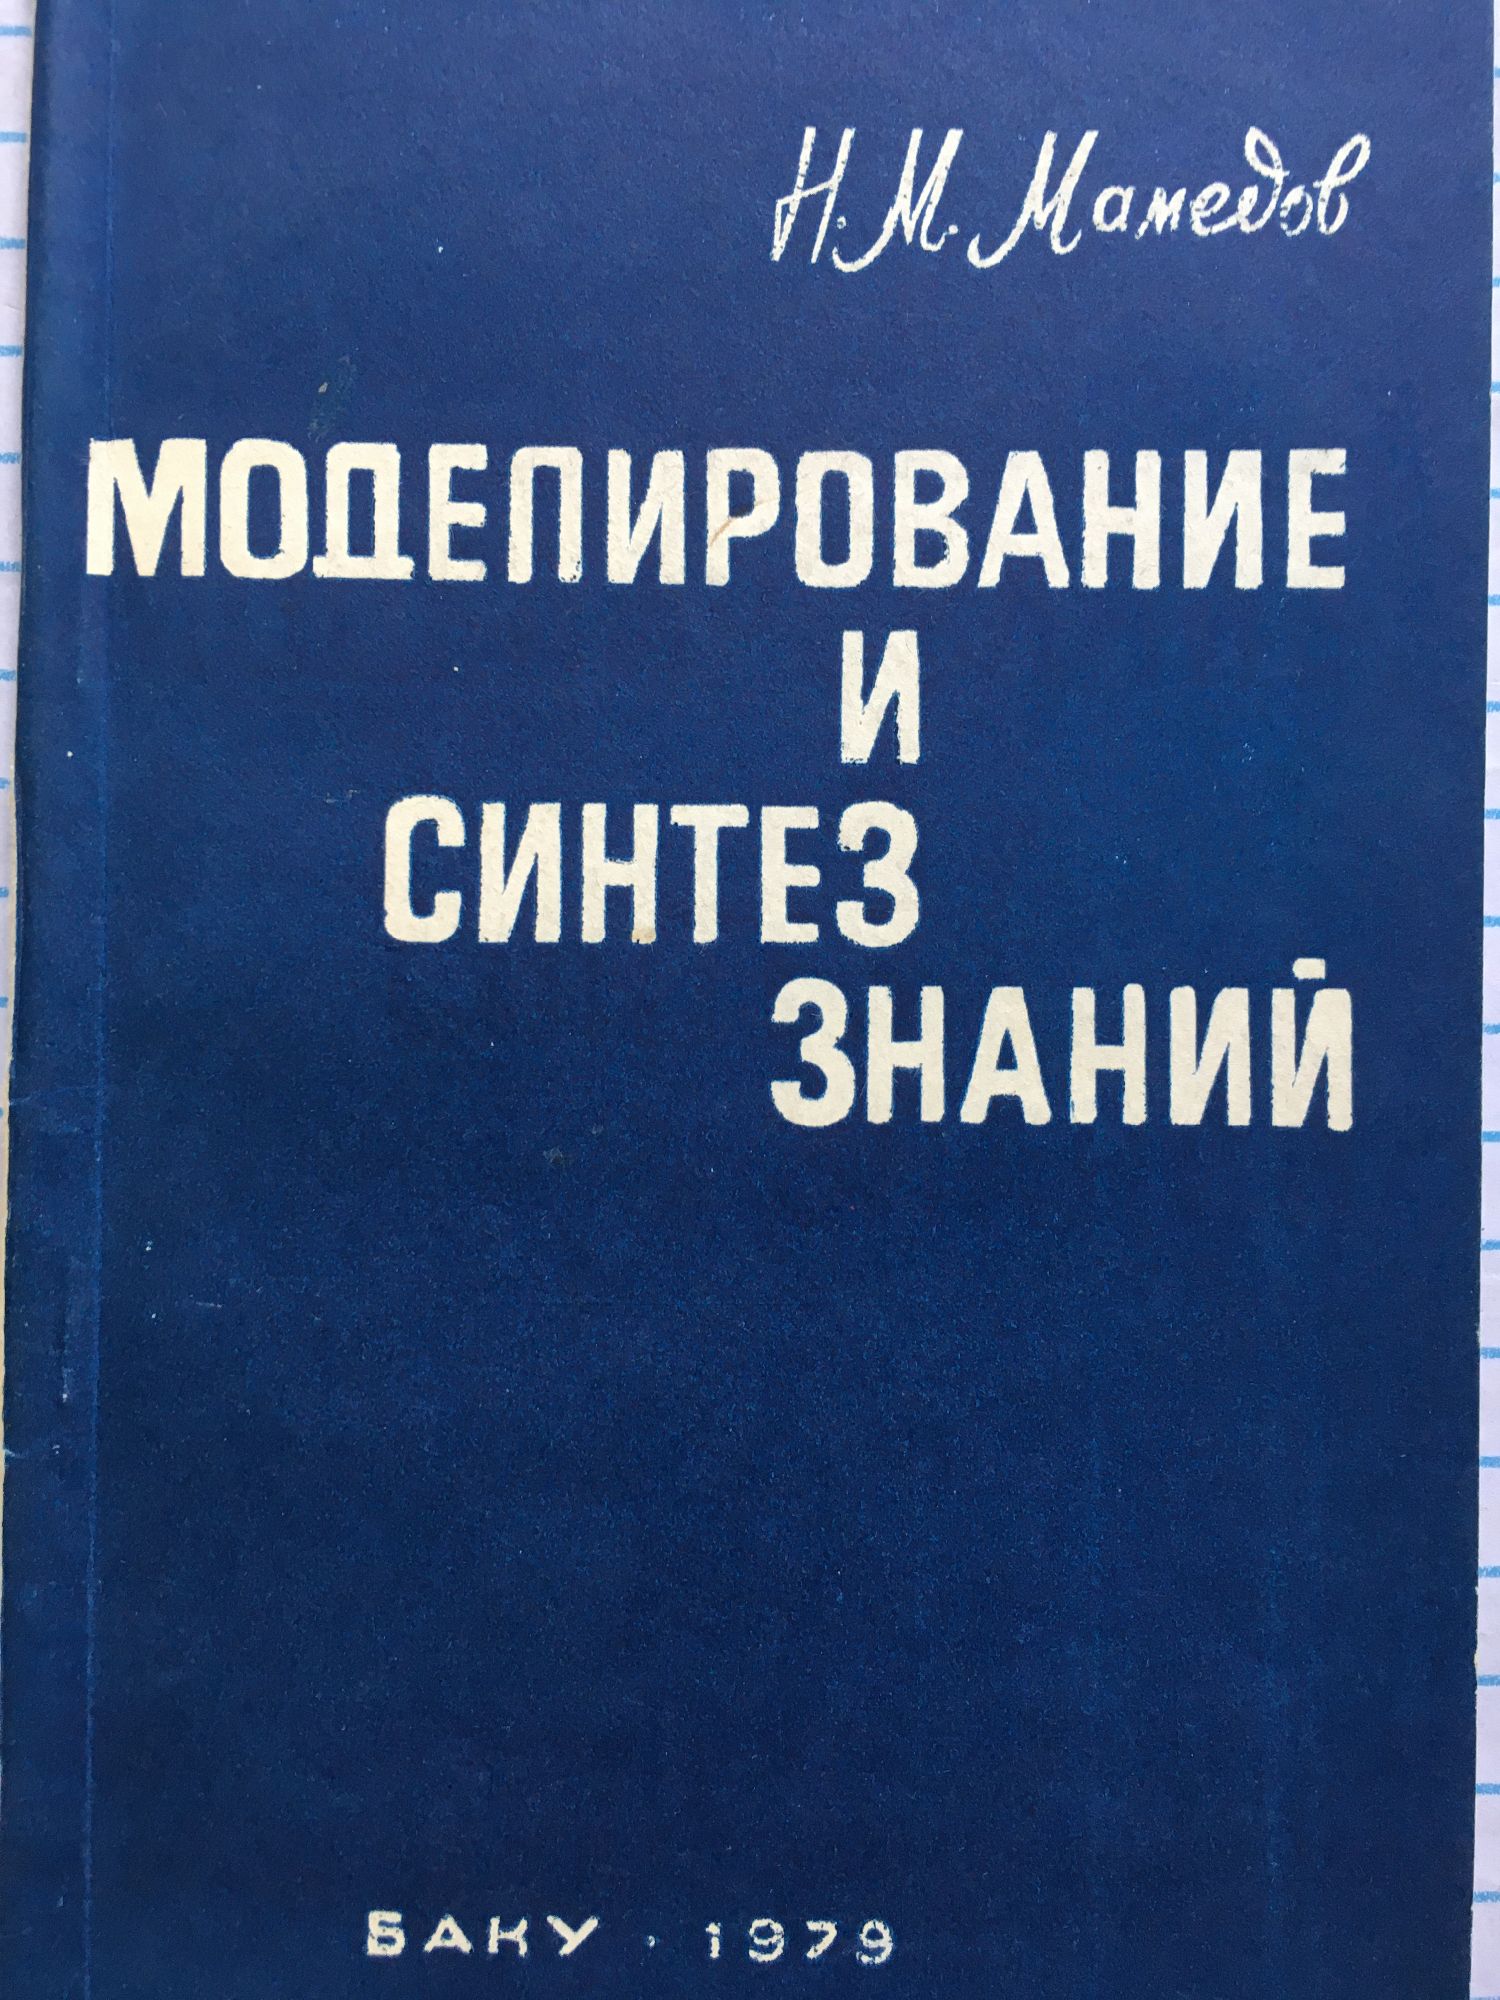 Н.М. Мамедов
МОДЕЛИРОВАНИЕ
И
СИНТЕЗ
ЗНАНИЙ
БАКУ · 1979